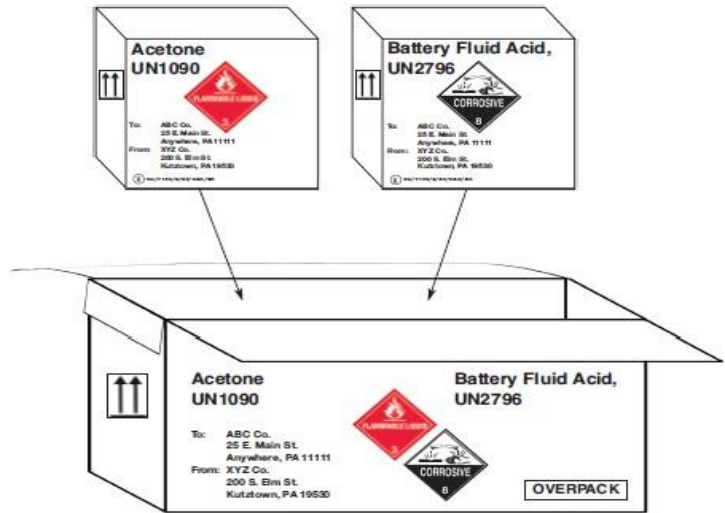 Acetone
UN1090
FLAMMABLE LIQUID
3
To: ABC Co.
25 E. Main St.
Anywhere, PA 11111
From: XYZ Co.
200 S. Elm St
Kutztown, PA 19530
Battery Fluid Acid,
UN2796
CORROSIVE
8
To: ABC Co.
25 E. Main St.
Anywhere, PA 11111
From: XYZ Co.
200 S. Elm St
Kutztown, PA 19530
Acetone
UN1090
Battery Fluid Acid,
UN2796
FLAMMABLE LIQUID
3
To: ABC Co.
25 E. Main St.
Anywhere, PA 11111
From: XYZ Co.
200 S. Elm St.
Kutztown, PA 19530
CORROSIVE
8
OVERPACK